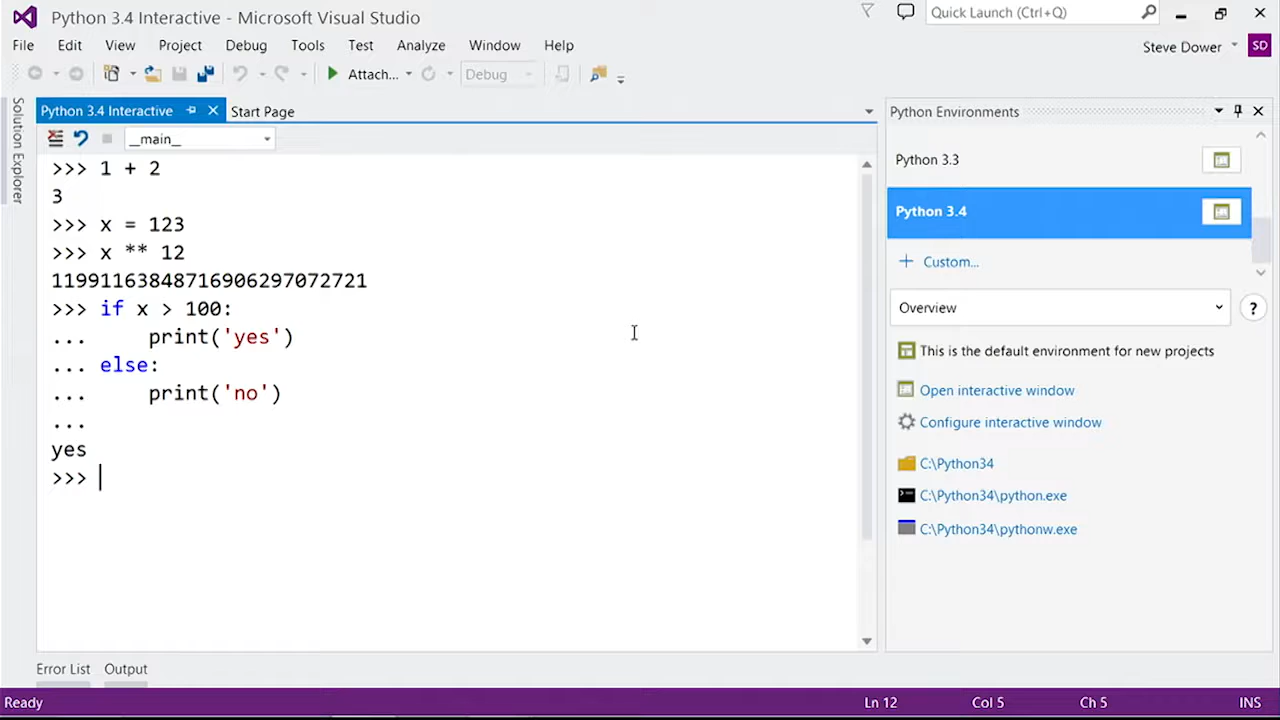 Python 3.4 Interactive - Microsoft Visual Studio
Quick Launch (Ctrl+Q)
File Edit View Project Debug Tools Test Analyze Window Help
Steve Dower SD
Attach... Debug
Solution Explorer
Python 3.4 Interactive Start Page
__main__
>>> 1 + 2
3
>>> x = 123
>>> x ** 12
11991163848716906297072721
>>> if x > 100:
...     print('yes')
... else:
...     print('no')
...
yes
>>>
Python Environments
Python 3.3
Python 3.4
Custom...
Overview
?
This is the default environment for new projects
Open interactive window
Configure interactive window
C:\Python34
C:\Python34\python.exe
C:\Python34\pythonw.exe
Error List Output
Ready Ln 12 Col 5 Ch 5 INS